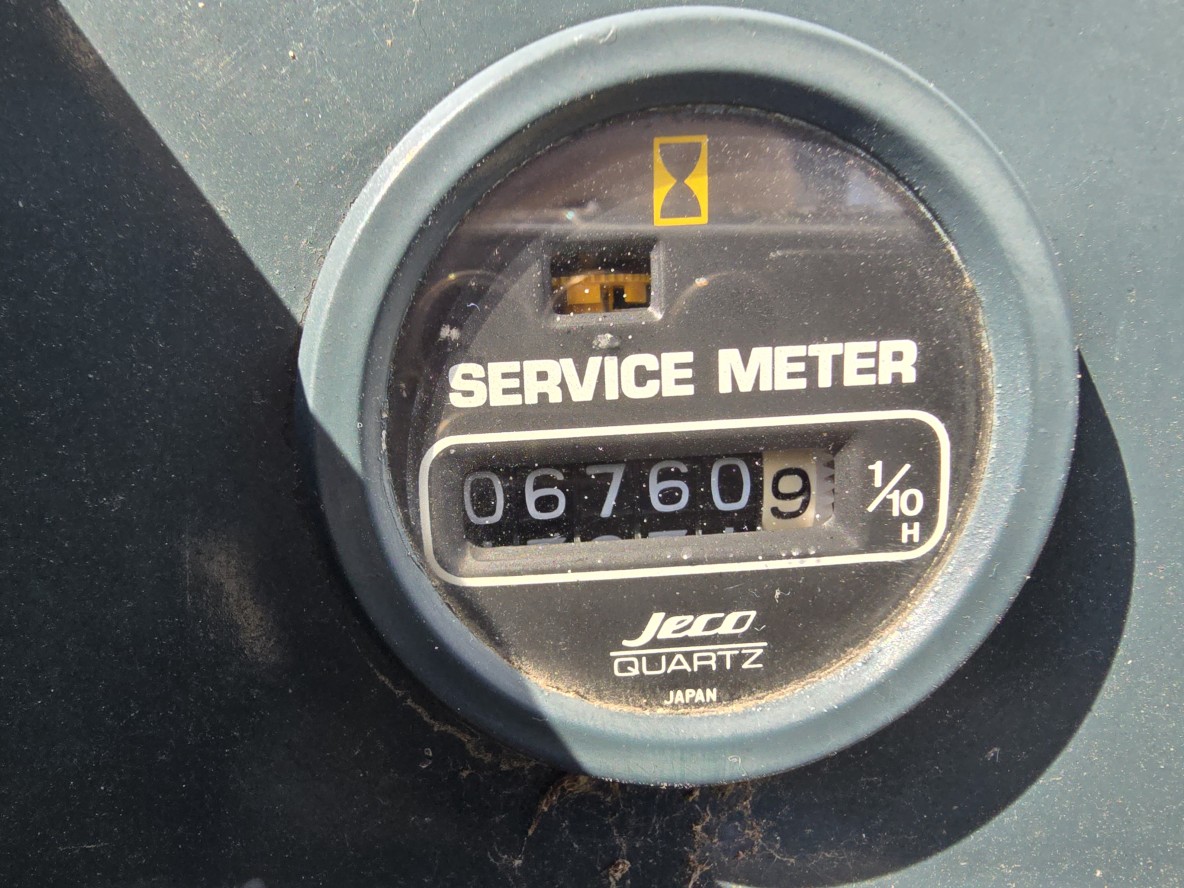 SERVICE METER
067609
1/10
H
Jeco
QUARTZ
JAPAN